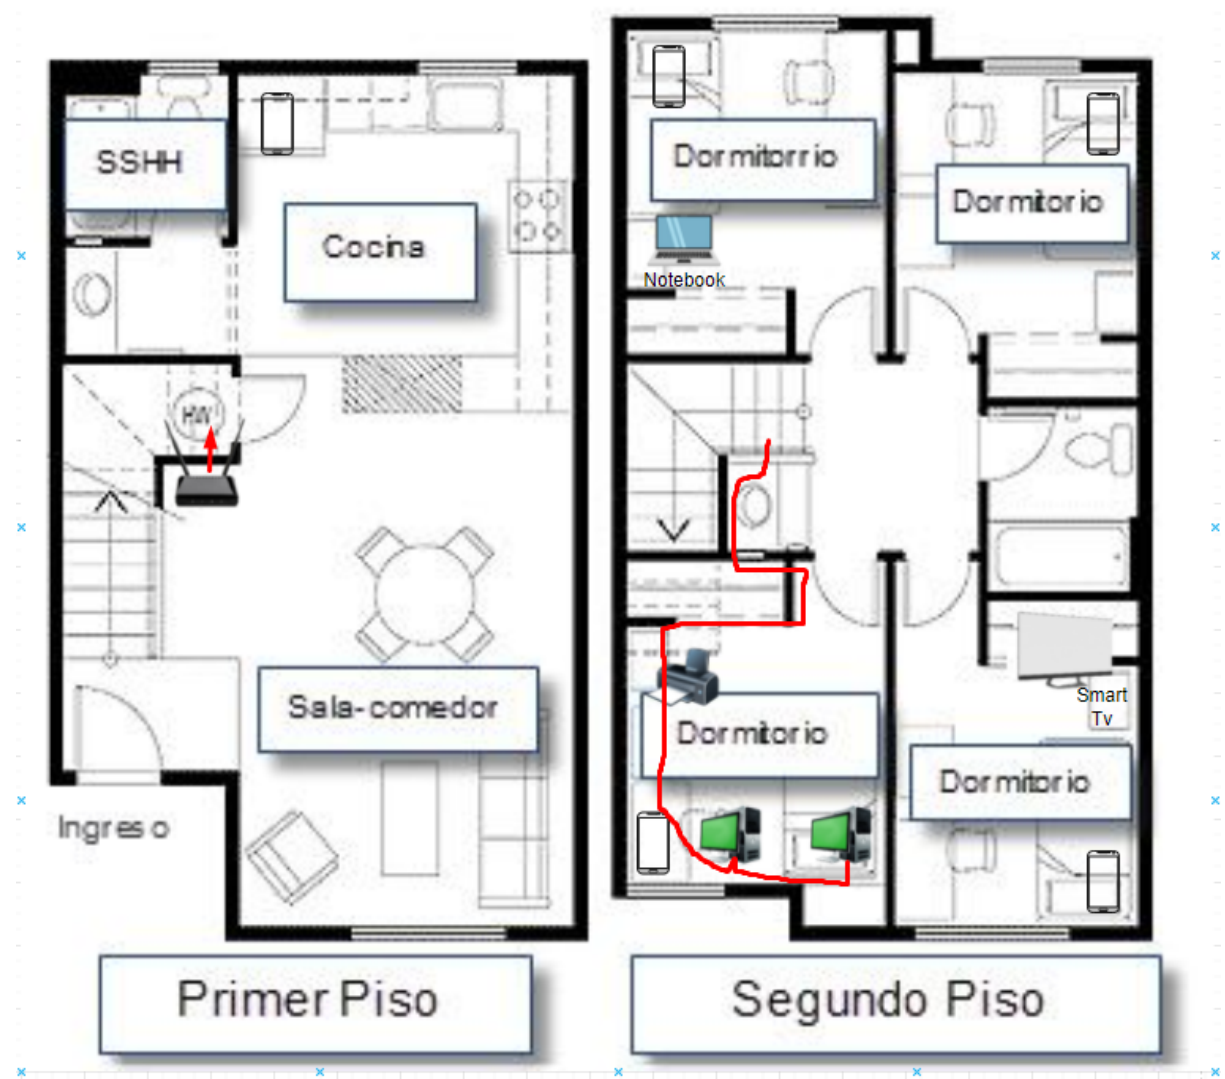 SSHH
Cocina
HW
Sala-comedor
Ingreso
Primer Piso
Dormitorrio
Dormitorio
Notebook
Smart
Tv
Dormitorio
Dormitorio
Segundo Piso